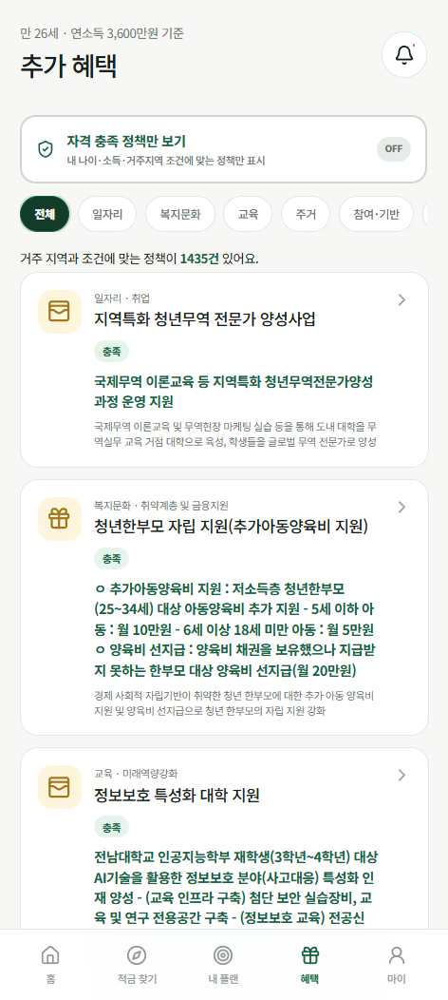 만 26세 · 연소득 3,600만원 기준
추가 혜택
자격 충족 정책만 보기
내 나이·소득·거주지역 조건에 맞는 정책만 표시
OFF
전체
일자리
복지문화
교육
주거
참여·기반
거주 지역과 조건에 맞는 정책이 1435건 있어요.
일자리 · 취업
지역특화 청년무역 전문가 양성사업
충족
국제무역 이론교육 등 지역특화 청년무역전문가양성
과정 운영 지원
국제무역 이론교육 및 무역현장 마케팅 실습 등을 통해 도내 대학을 무
역실무 교육 거점 대학으로 육성, 학생들을 글로벌 무역 전문가로 양성
복지문화 · 취약계층 및 금융지원
청년한부모 자립 지원(추가아동양육비 지원)
충족
ㅇ 추가아동양육비 지원 : 저소득층 청년한부모
(25~34세) 대상 아동양육비 추가 지원 - 5세 이하 아
동 : 월 10만원 - 6세 이상 18세 미만 아동 : 월 5만원
ㅇ 양육비 선지급 : 양육비 채권을 보유했으나 지급받
지 못하는 한부모 대상 양육비 선지급(월 20만원)
경제 사회적 자립기반이 취약한 청년 한부모에 대한 추가 아동 양육비
지원 및 양육비 선지급으로 청년 한부모의 자립 지원 강화
교육 · 미래역량강화
정보보호 특성화 대학 지원
충족
전남대학교 인공지능학부 재학생(3학년~4학년) 대상
AI기술을 활용한 정보보호 분야(사고대응) 특성화 인
재 양성 - (교육 인프라 구축) 첨단 보안 실습장비, 교
육 및 연구 전용공간 구축 - (정보보호 교육) 전공신
홈
적금 찾기
내 플랜
혜택
마이